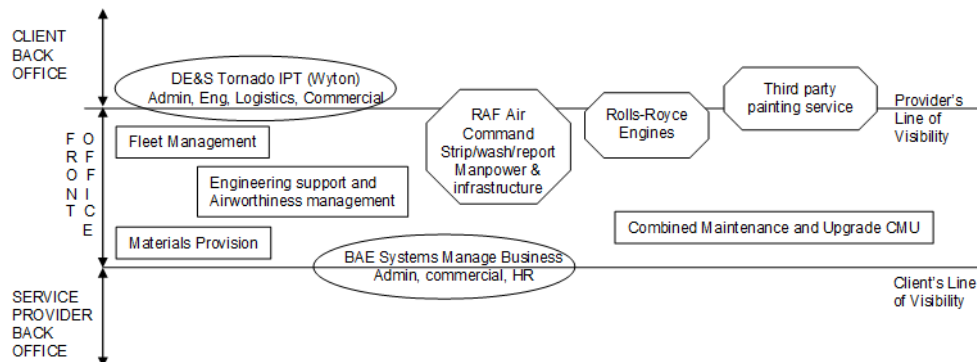 CLIENT
BACK
OFFICE
DE&S Tornado IPT (Wyton)
Admin, Eng, Logistics, Commercial
RAF Air
Command
Strip/wash/report
Manpower &
infrastructure
Rolls-Royce
Engines
Third party
painting service
Provider's
Line of
Visibility
FRONT
OFFICE
Fleet Management
Engineering support and
Airworthiness management
Materials Provision
Combined Maintenance and Upgrade CMU
BAE Systems Manage Business
Admin, commercial, HR
Client's Line
of Visibility
SERVICE
PROVIDER
BACK
OFFICE